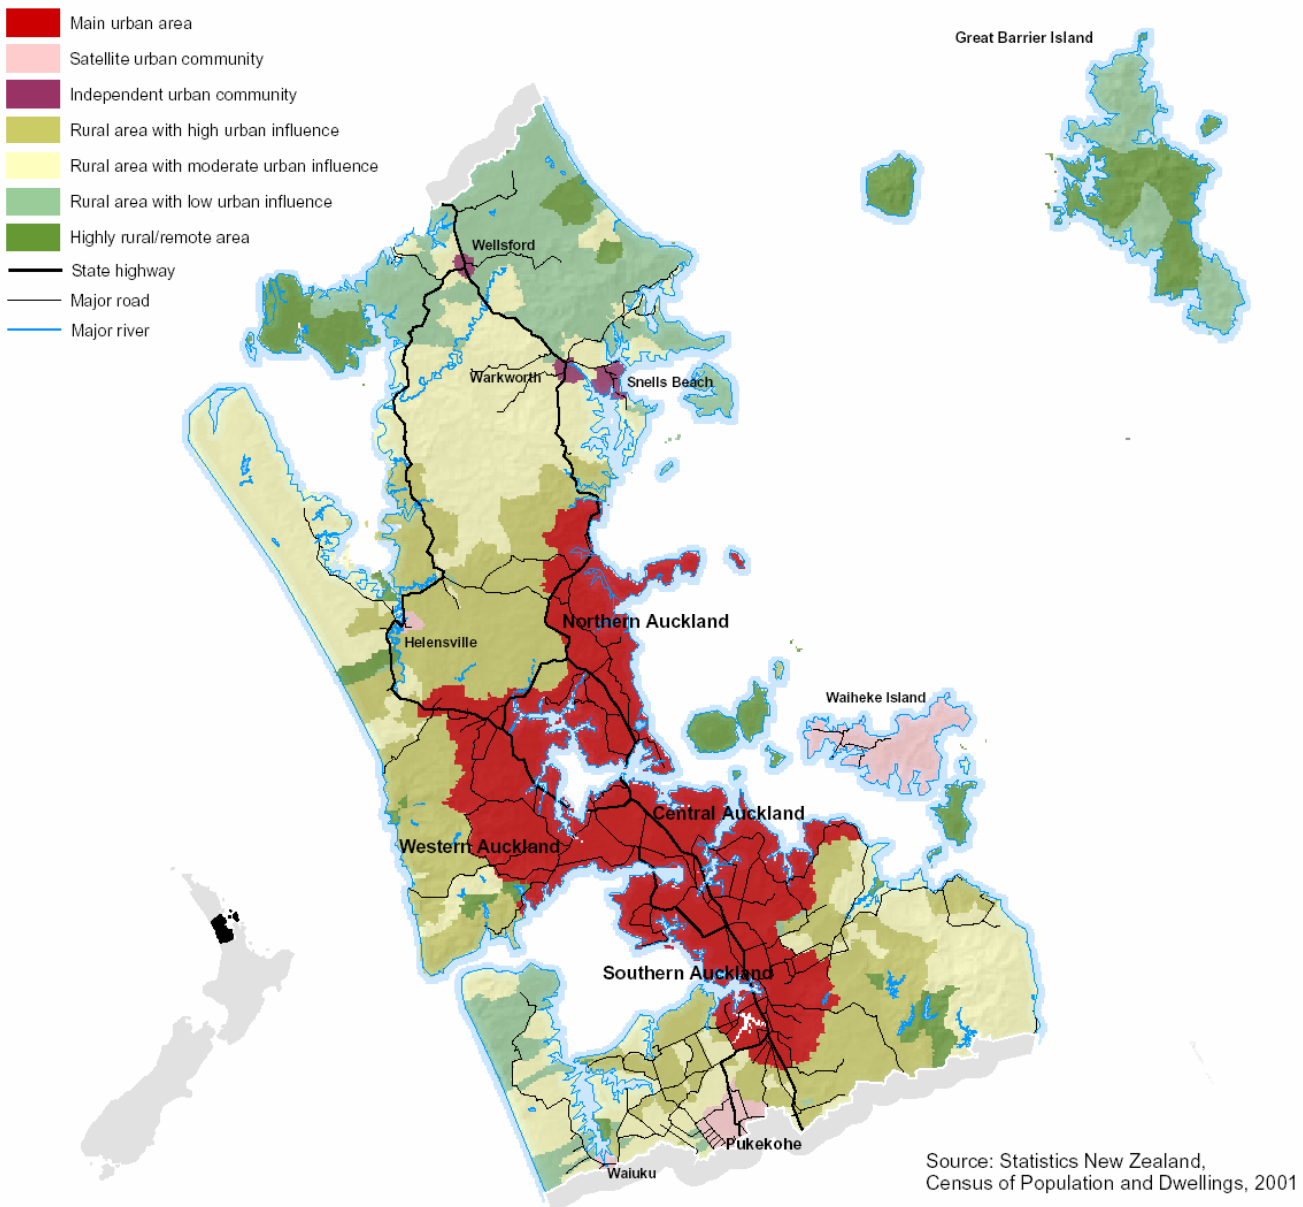 Main urban area
Satellite urban community
Independent urban community
Rural area with high urban influence
Rural area with moderate urban influence
Rural area with low urban influence
Highly rural/remote area
State highway
Major road
Major river
Great Barrier Island
Wellsford
Warkworth
Snells Beach
Northern Auckland
Helensville
Waiheke Island
Central Auckland
Western Auckland
Southern Auckland
Pukekohe
Waiuku
Source: Statistics New Zealand,
Census of Population and Dwellings, 2001